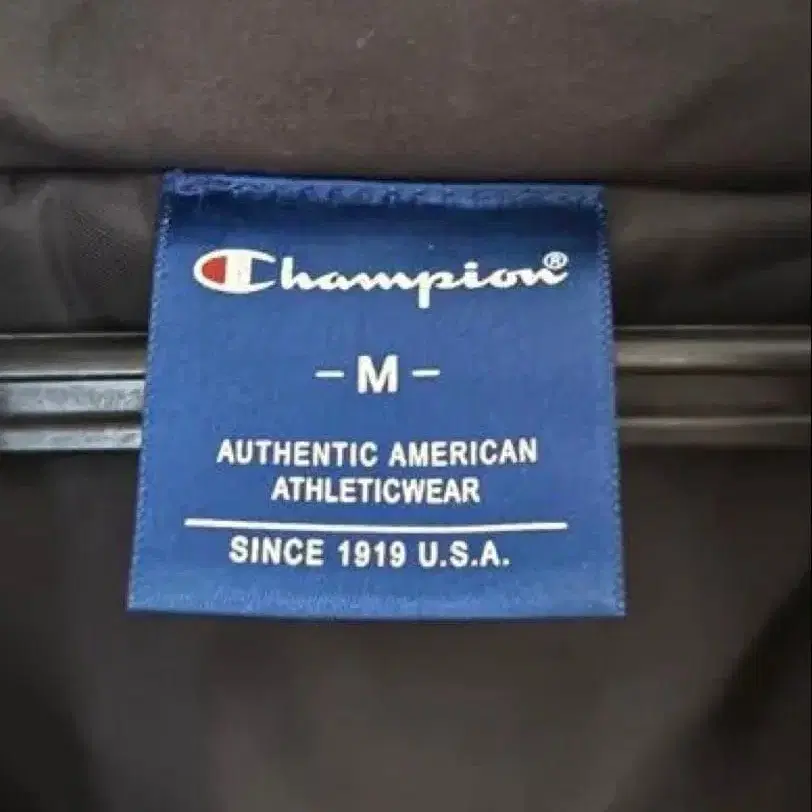 Champion®
- M -
AUTHENTIC AMERICAN
ATHLETICWEAR
SINCE 1919 U.S.A.